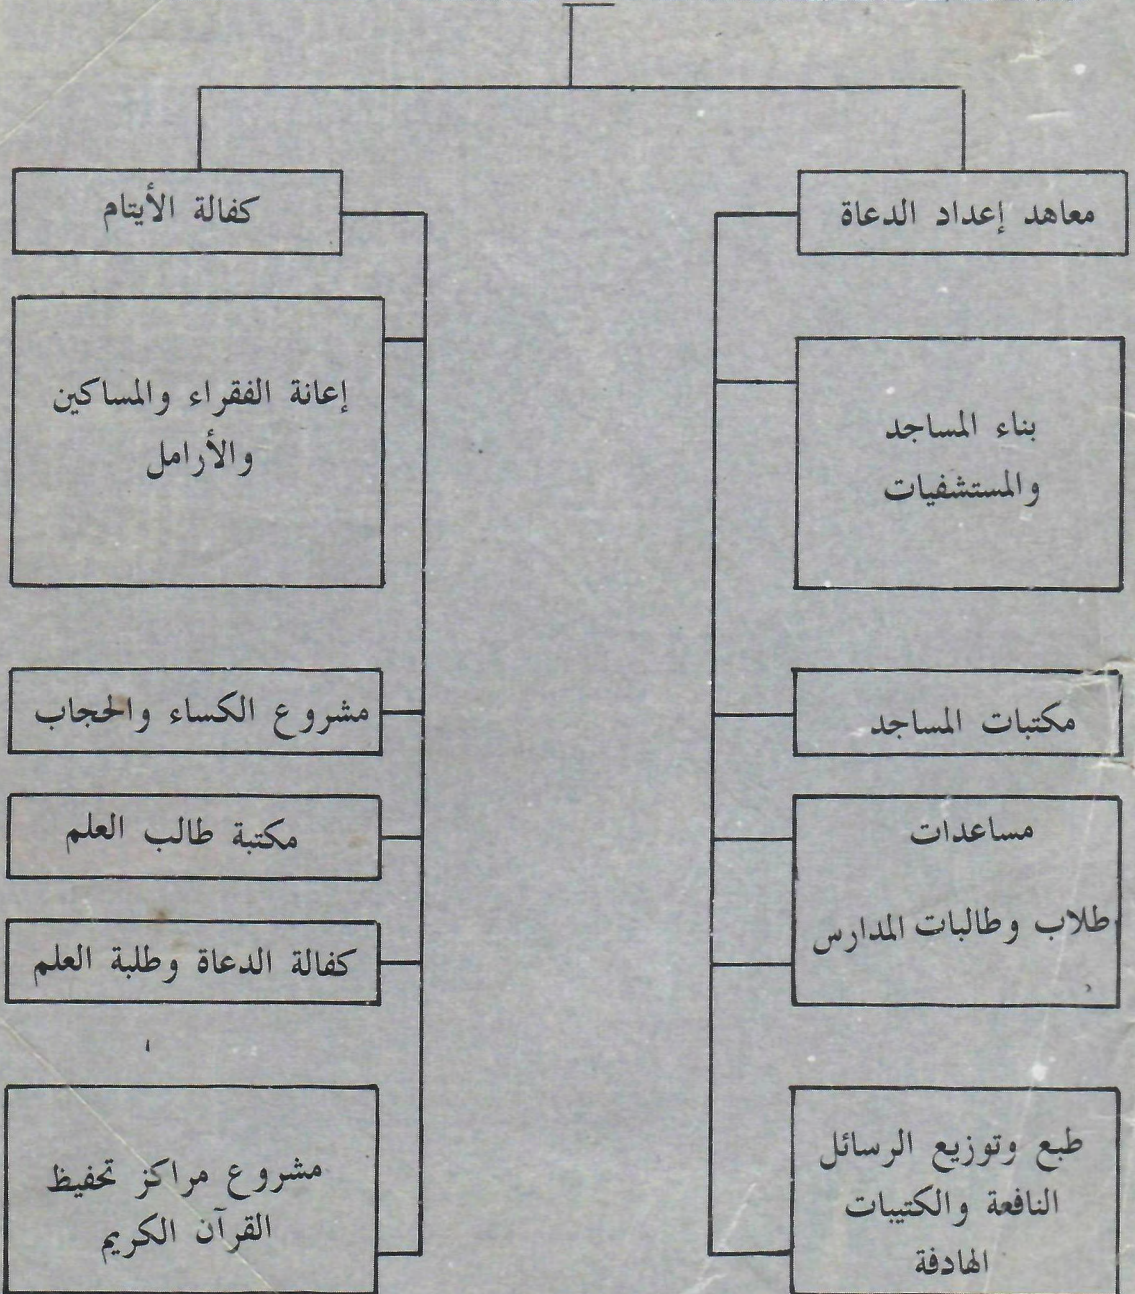 معاهد إعداد الدعاة
بناء المساجد
والمستشفيات
مكتبات المساجد
مساعدات
طلاب وطالبات المدارس
طبع وتوزيع الرسائل
النافعة والكتيبات
الهادفة
كفالة الأيتام
إعانة الفقراء والمساكين
والأرامل
مشروع الكساء والحجاب
مكتبة طالب العلم
كفالة الدعاة وطلبة العلم
مشروع مراكز تحفيظ
القرآن الكريم